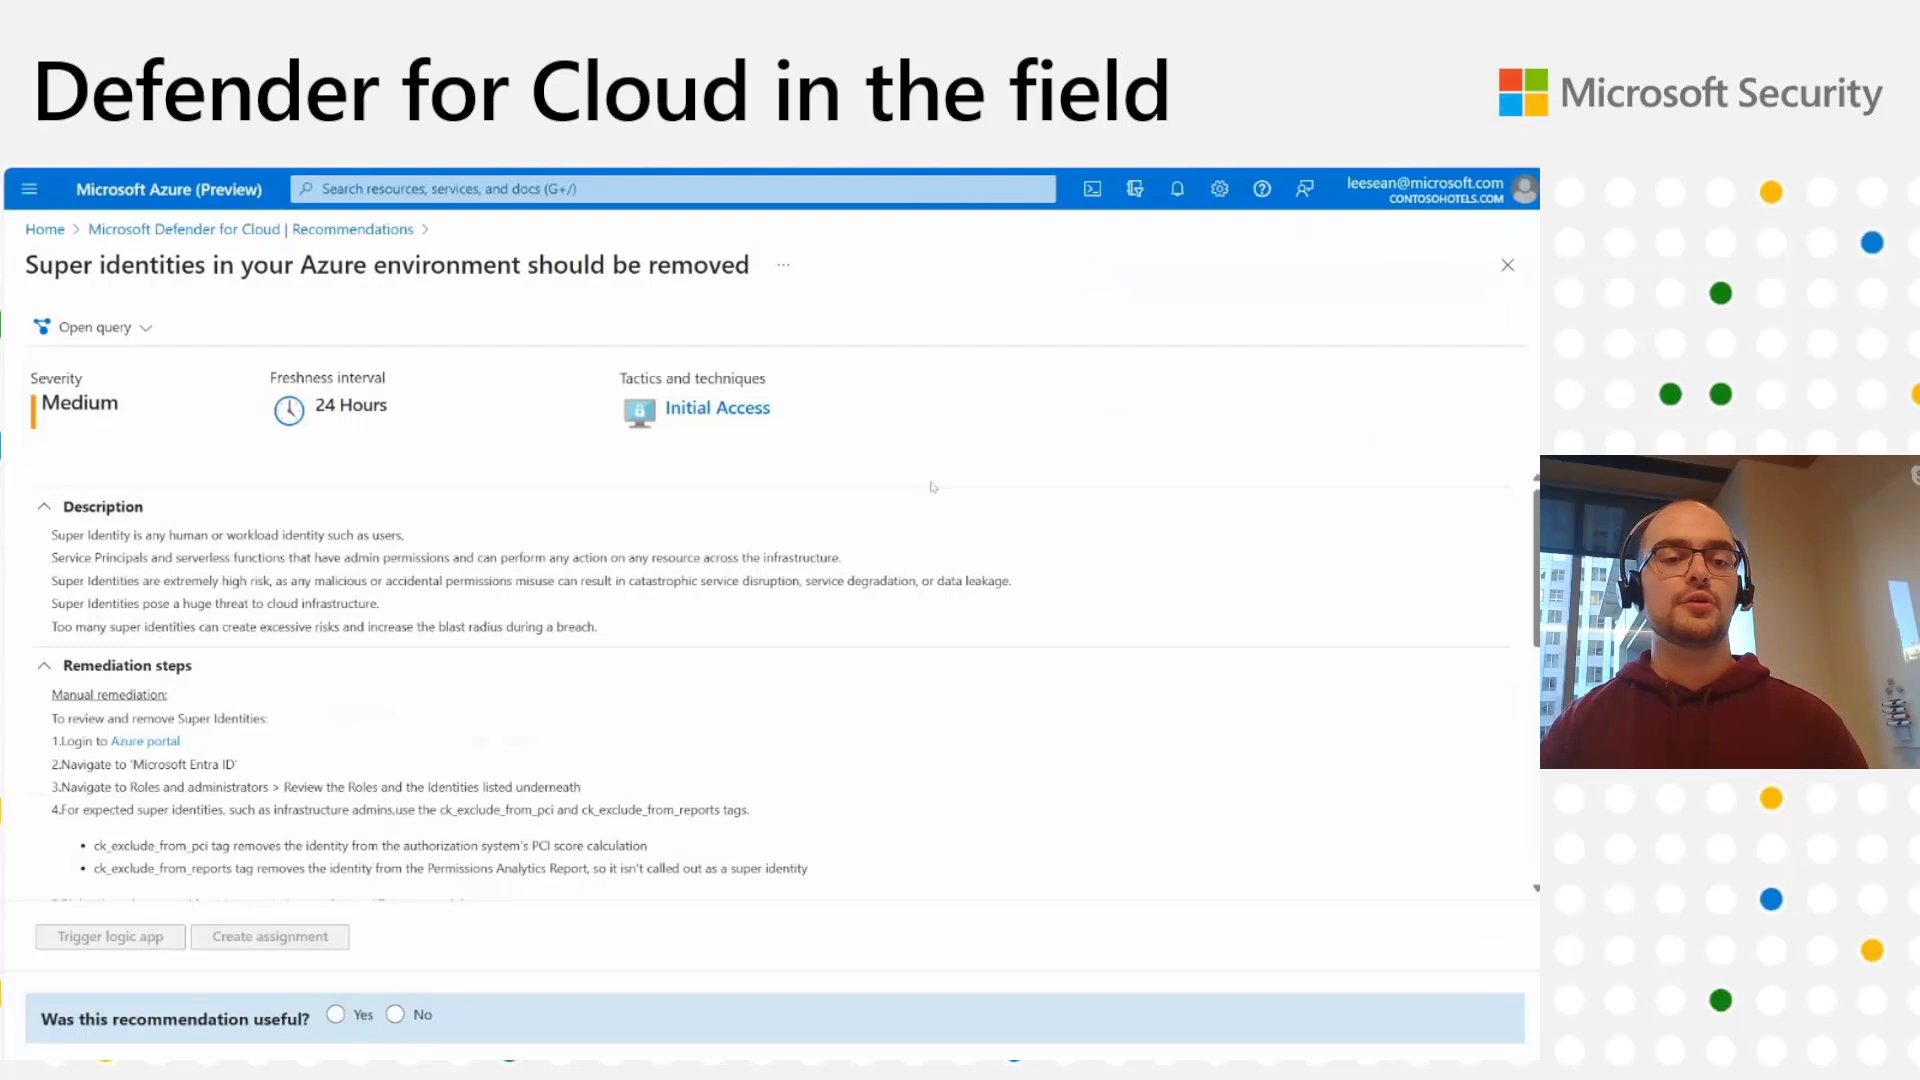 Defender for Cloud in the field
Microsoft Security
Microsoft Azure (Preview)
Search resources, services, and docs (G+/)
leesean@microsoft.com
CONTOSOHOTELS.COM
Home > Microsoft Defender for Cloud | Recommendations >
Super identities in your Azure environment should be removed ...
Open query
Severity
Medium
Freshness interval
24 Hours
Tactics and techniques
Initial Access
Description
Super Identity is any human or workload identity such as users,
Service Principals and serverless functions that have admin permissions and can perform any action on any resource across the infrastructure.
Super Identities are extremely high risk, as any malicious or accidental permissions misuse can result in catastrophic service disruption, service degradation, or data leakage.
Super Identities pose a huge threat to cloud infrastructure.
Too many super identities can create excessive risks and increase the blast radius during a breach.
Remediation steps
Manual remediation:
To review and remove Super Identities:
1.Login to Azure portal
2.Navigate to 'Microsoft Entra ID'
3.Navigate to Roles and administrators > Review the Roles and the Identities listed underneath
4.For expected super identities, such as infrastructure admins,use the ck_exclude_from_pci and ck_exclude_from_reports tags.
• ck_exclude_from_pci tag removes the identity from the authorization system's PCI score calculation
• ck_exclude_from_reports tag removes the identity from the Permissions Analytics Report, so it isn't called out as a super identity
Trigger logic app
Create assignment
Was this recommendation useful?
Yes
No